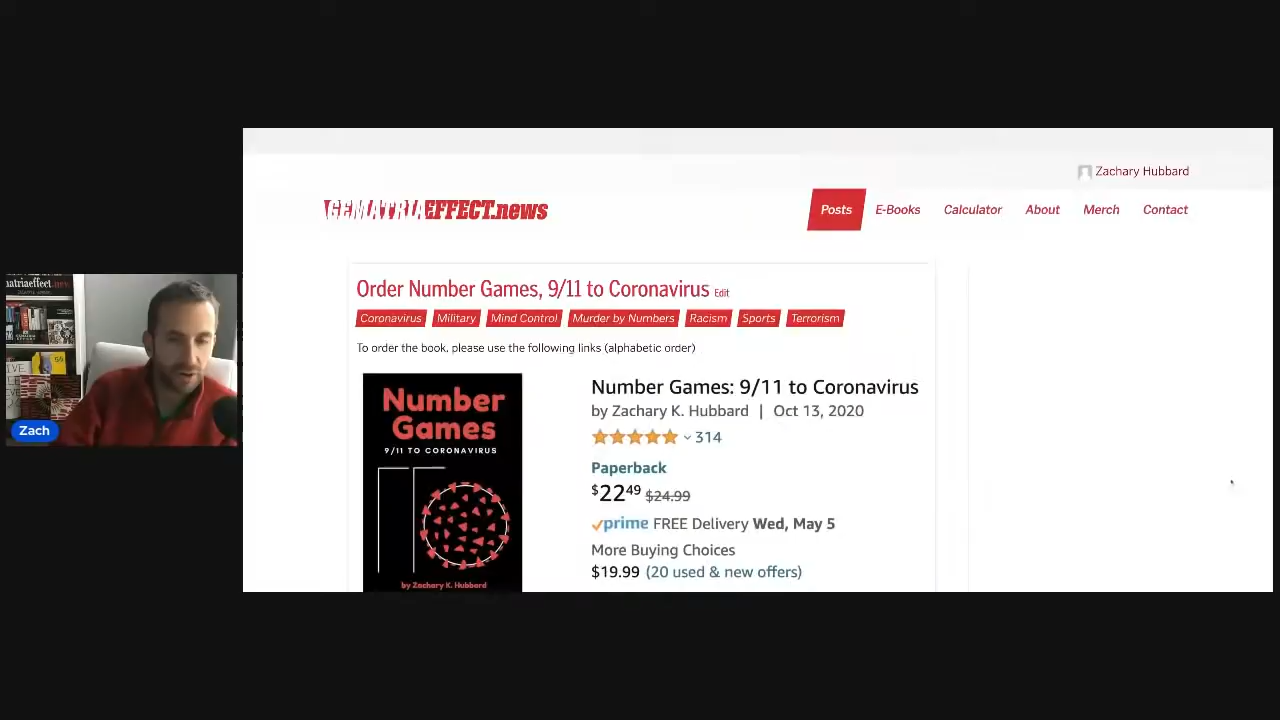 Zachary Hubbard
GEMATRIAEFFECT.news
Posts
E-Books
Calculator
About
Merch
Contact
Order Number Games, 9/11 to Coronavirus Edit
Coronavirus
Military
Mind Control
Murder by Numbers
Racism
Sports
Terrorism
To order the book, please use the following links (alphabetic order)
Number
Games
9/11 TO CORONAVIRUS
by Zachary K. Hubbard
Number Games: 9/11 to Coronavirus
by Zachary K. Hubbard | Oct 13, 2020
314
Paperback
$2249 $24.99
prime FREE Delivery Wed, May 5
More Buying Choices
$19.99 (20 used & new offers)
Zach